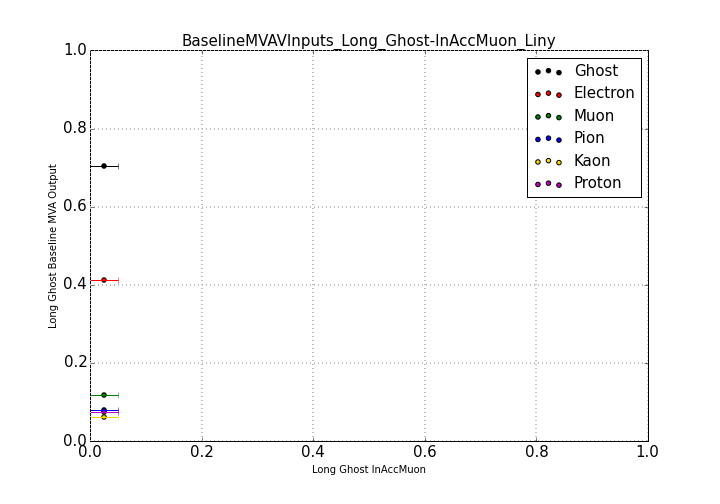 BaselineMVAVInputs_Long_Ghost-InAccMuon_Liny
1.0
0.8
0.6
0.4
0.2
0.0
Long Ghost Baseline MVA Output
Ghost
Electron
Muon
Pion
Kaon
Proton
0.0 0.2 0.4 0.6 0.8 1.0
Long Ghost InAccMuon